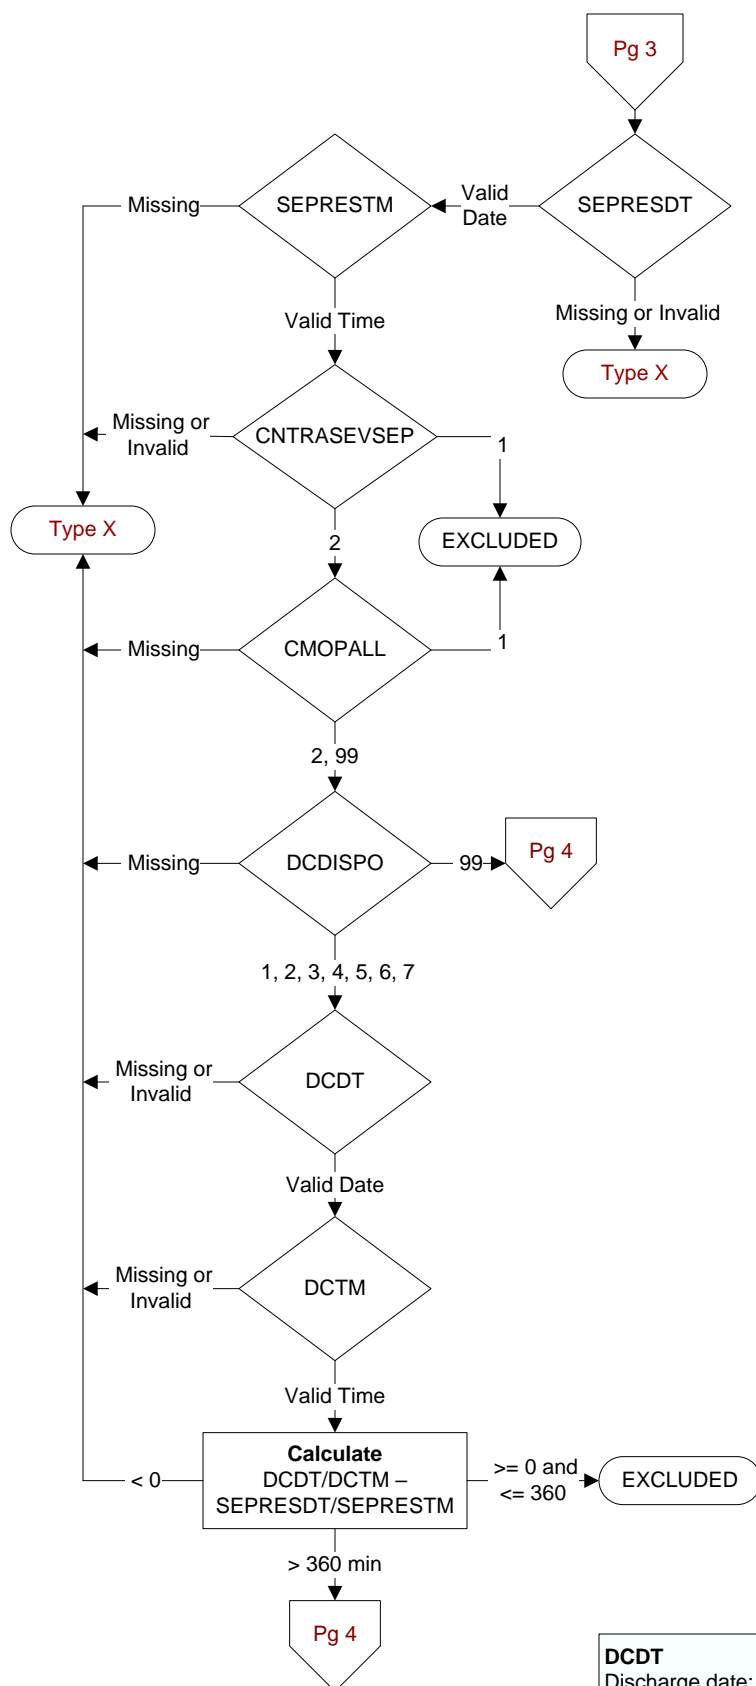 Pg 3
SEPRESDT
Valid
Date
SEPRESTM
Missing
Missing or Invalid
Type X
Valid Time
CNTRASEVSEP
Missing or
Invalid
1
Type X
EXCLUDED
2
CMOPALL
Missing
1
2, 99
DCDISPO
Missing
99
Pg 4
1, 2, 3, 4, 5, 6, 7
DCDT
Missing or
Invalid
Valid Date
DCTM
Missing or
Invalid
Valid Time
Calculate
DCDT/DCTM –
SEPRESDT/SEPRESTM
< 0
>= 0 and
<= 360
EXCLUDED
> 360 min
Pg 4
DCDT
Discharge date: